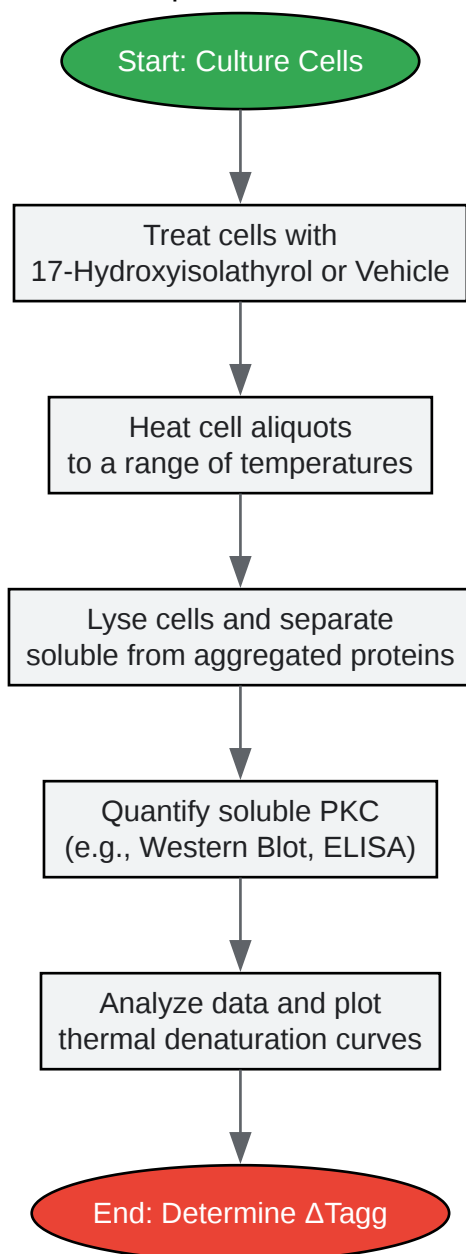 Start: Culture Cells
Treat cells with
17-Hydroxyisolathyrol or Vehicle
Heat cell aliquots
to a range of temperatures
Lyse cells and separate
soluble from aggregated proteins
Quantify soluble PKC
(e.g., Western Blot, ELISA)
Analyze data and plot
thermal denaturation curves
End: Determine ΔTagg